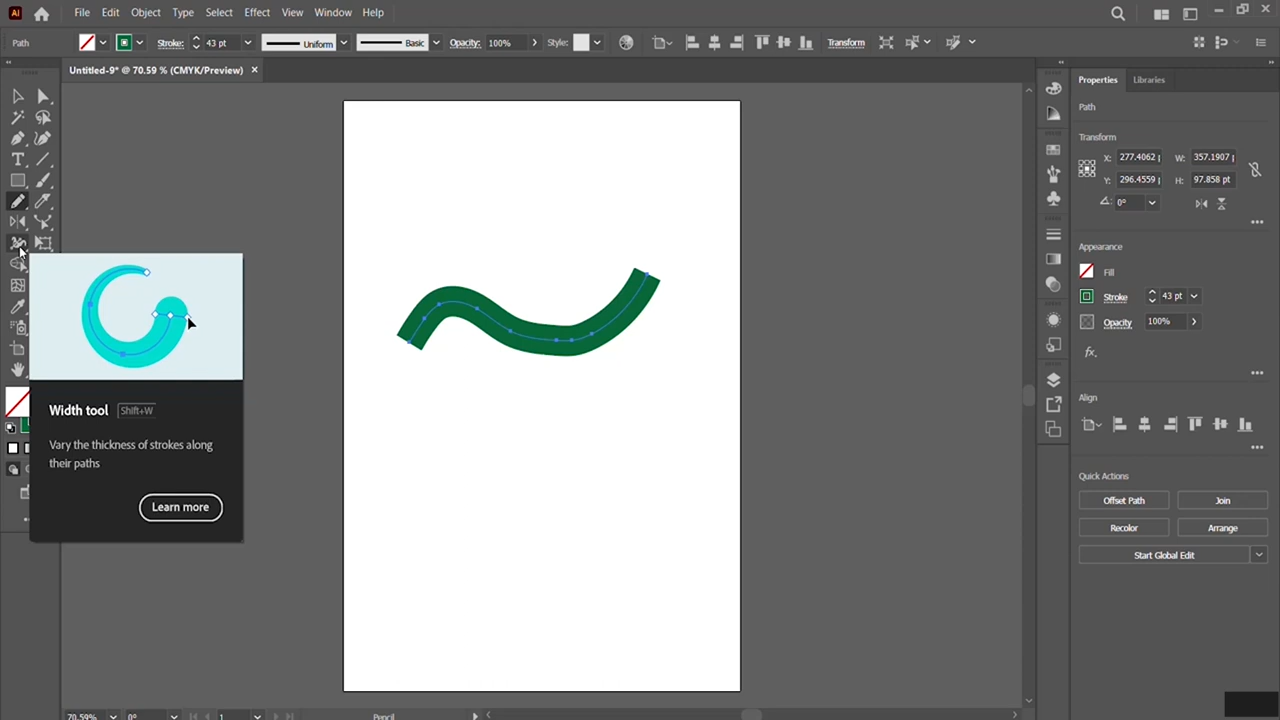 Ai File Edit Object Type Select Effect View Window Help
Path Stroke: 43 pt Uniform Basic Opacity: 100% Style: Transform
Untitled-9* @ 70.59 % (CMYK/Preview) ×
Properties Libraries
Path
Transform
X: 277.4062 W: 357.1907
Y: 296.4559 H: 97.858 pt
0°
Appearance
Fill
Stroke 43 pt
Opacity 100%
fx.
Align
Quick Actions
Offset Path Join
Recolor Arrange
Start Global Edit
Width tool Shift+W
Vary the thickness of strokes along
their paths
Learn more
70.59% 0° 1 Pencil